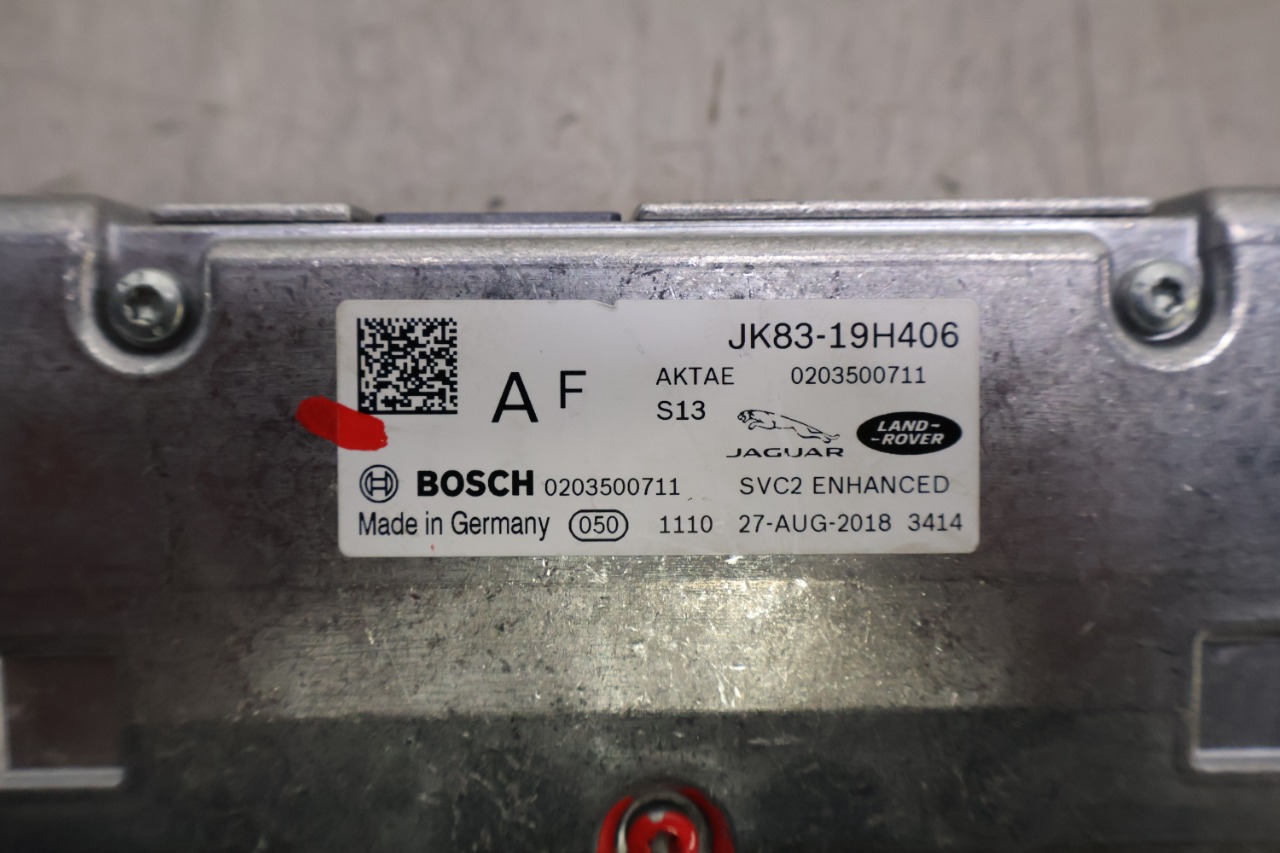 JK83-19H406
A F
AKTAE 0203500711
S13
JAGUAR
LAND-
-ROVER
BOSCH 0203500711 SVC2 ENHANCED
Made in Germany 050 1110 27-AUG-2018 3414